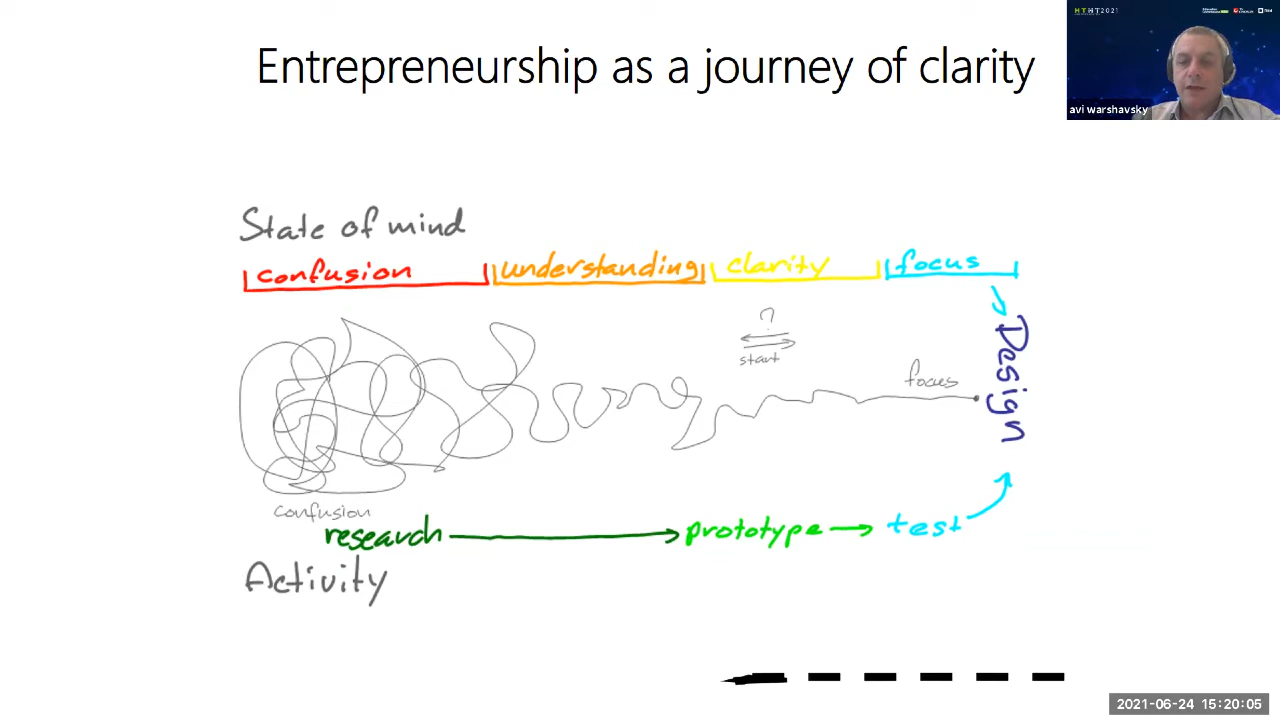 HTHT2021
Entrepreneurship as a journey of clarity
avi warshavsky
State of mind
confusion understanding clarity focus
?
start
focus
Design
confusion
research prototype test
Activity
2021-06-24 15:20:05